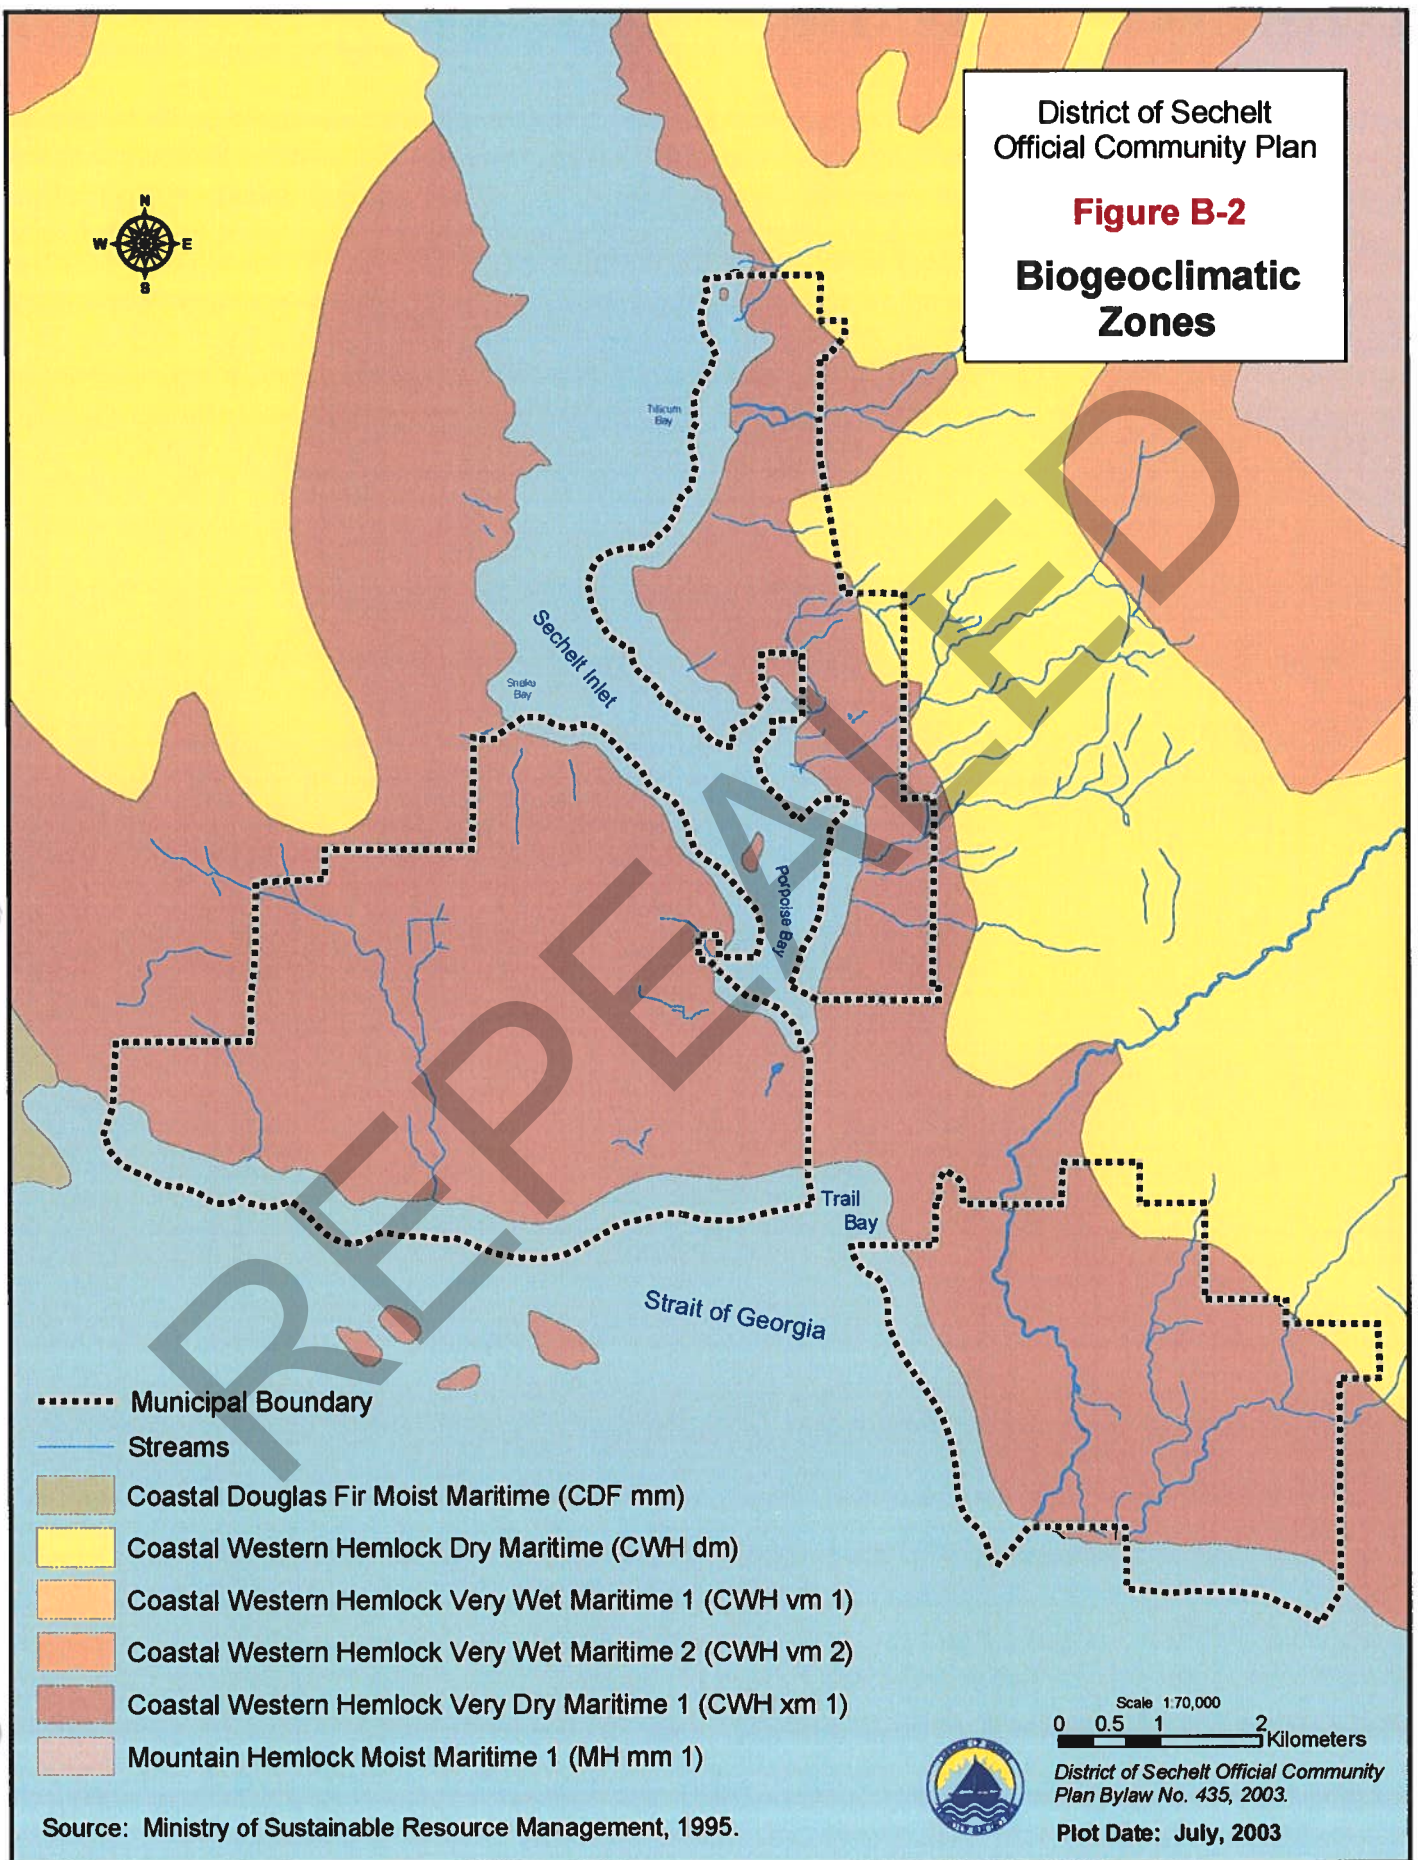 District of Sechelt
Official Community Plan
Figure B-2
Biogeoclimatic
Zones
N
W
E
S
Tillicum
Bay
Sechelt Inlet
Snake
Bay
Porpoise Bay
Trail
Bay
Strait of Georgia
REPEALED
Municipal Boundary
Streams
Coastal Douglas Fir Moist Maritime (CDF mm)
Coastal Western Hemlock Dry Maritime (CWH dm)
Coastal Western Hemlock Very Wet Maritime 1 (CWH vm 1)
Coastal Western Hemlock Very Wet Maritime 2 (CWH vm 2)
Coastal Western Hemlock Very Dry Maritime 1 (CWH xm 1)
Mountain Hemlock Moist Maritime 1 (MH mm 1)
Source: Ministry of Sustainable Resource Management, 1995.
Scale 1:70,000
0 0.5 1 2
Kilometers
District of Sechelt Official Community
Plan Bylaw No. 435, 2003.
Plot Date: July, 2003